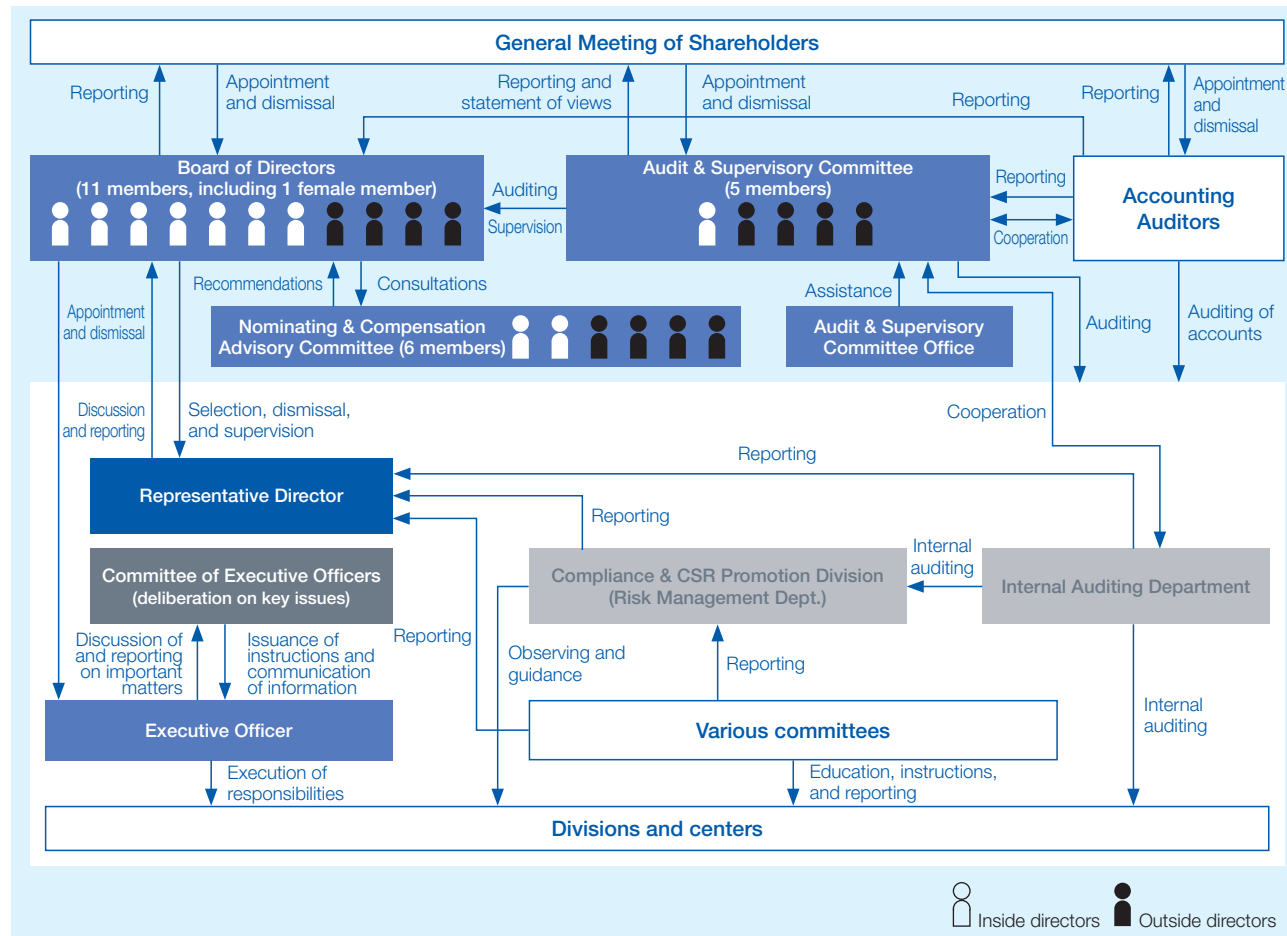 General Meeting of Shareholders
Reporting
Appointment
and dismissal
Reporting and
statement of views
Appointment
and dismissal
Reporting
Reporting
Appointment
and
dismissal
Board of Directors
(11 members, including 1 female member)
Auditing
Supervision
Audit & Supervisory Committee
(5 members)
Reporting
Cooperation
Accounting
Auditors
Recommendations
Consultations
Assistance
Appointment
and dismissal
Nominating & Compensation
Advisory Committee (6 members)
Audit & Supervisory
Committee Office
Auditing
Auditing of
accounts
Discussion
and reporting
Selection, dismissal,
and supervision
Cooperation
Reporting
Representative Director
Reporting
Committee of Executive Officers
(deliberation on key issues)
Compliance & CSR Promotion Division
(Risk Management Dept.)
Internal
auditing
Internal Auditing Department
Discussion of
and reporting
on important
matters
Issuance of
instructions and
communication
of information
Reporting
Observing and
guidance
Reporting
Internal
auditing
Executive Officer
Various committees
Execution of
responsibilities
Education, instructions,
and reporting
Divisions and centers
Inside directors
Outside directors